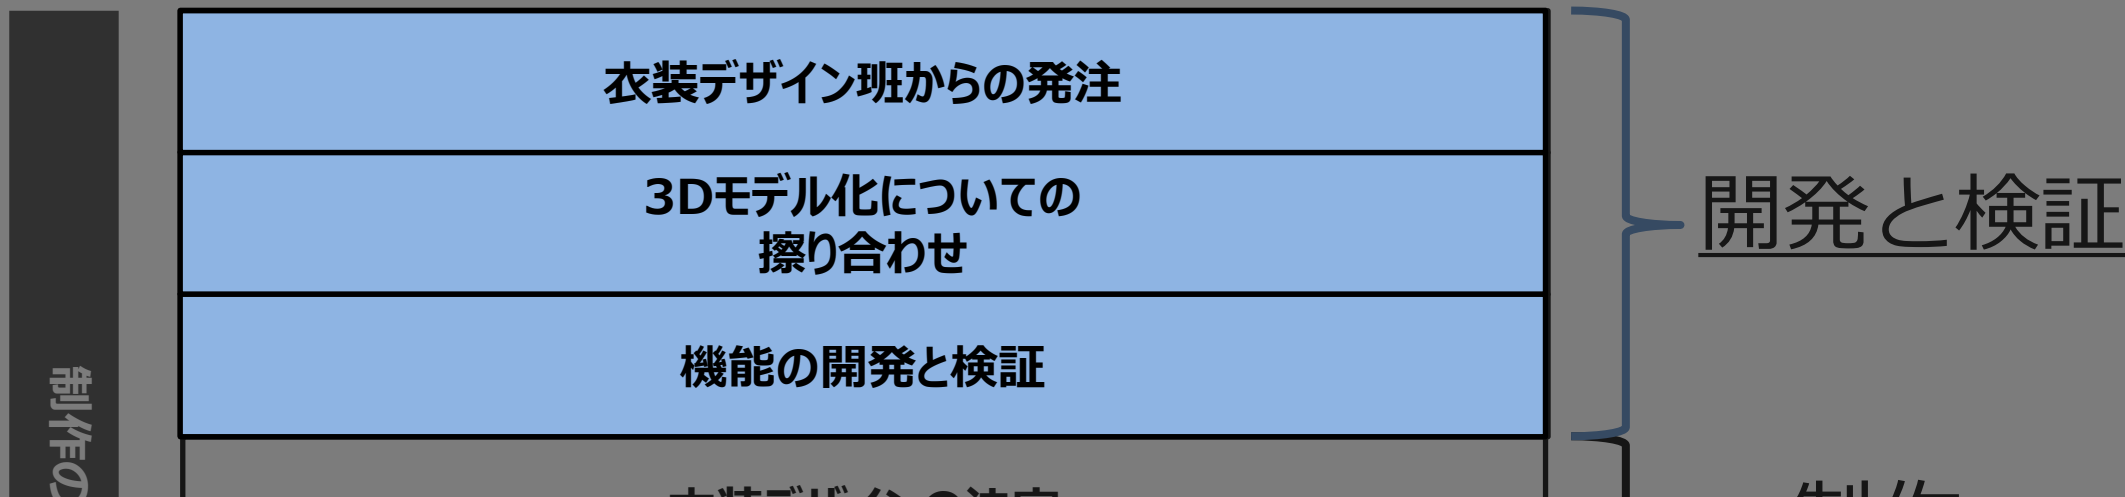 衣装デザイン班からの発注
3Dモデル化についての
擦り合わせ
機能の開発と検証
開発と検証
制作の